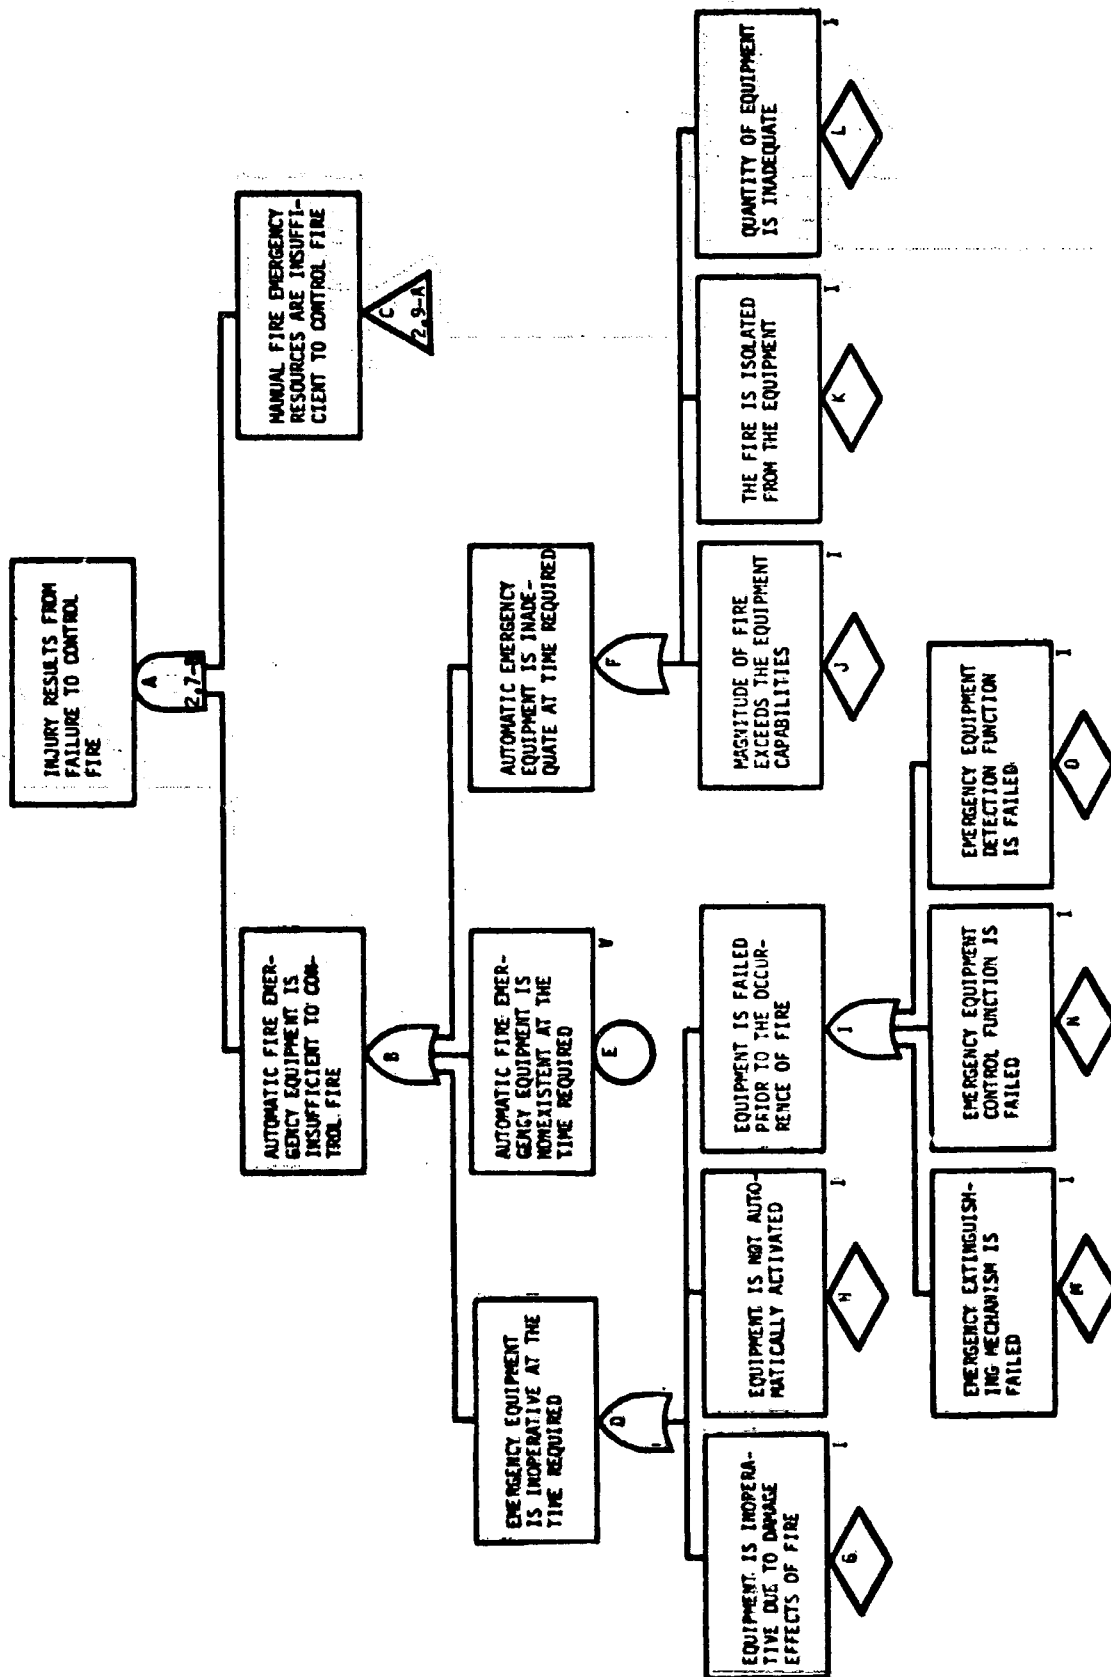 INJURY RESULTS FROM
FAILURE TO CONTROL
FIRE
A
AUTOMATIC FIRE EMER-
GENCY EQUIPMENT IS
INSUFFICIENT TO CON-
TROL FIRE
B
MANUAL FIRE EMERGENCY
RESOURCES ARE INSUFFI-
CIENT TO CONTROL FIRE
C
2,9-A
EMERGENCY EQUIPMENT
IS INOPERATIVE AT THE
TIME REQUIRED
D
AUTOMATIC FIRE EMER-
GENCY EQUIPMENT IS
NONEXISTENT AT THE
TIME REQUIRED
V
E
AUTOMATIC EMERGENCY
EQUIPMENT IS INADE-
QUATE AT TIME REQUIRED
F
EQUIPMENT IS INOPERA-
TIVE DUE TO DAMAGE
EFFECTS OF FIRE
I
G
EQUIPMENT IS NOT AUTO-
MATICALLY ACTIVATED
I
H
EQUIPMENT IS FAILED
PRIOR TO THE OCCUR-
RENCE OF FIRE
I
MAGNITUDE OF FIRE
EXCEEDS THE EQUIPMENT
CAPABILITIES
I
J
THE FIRE IS ISOLATED
FROM THE EQUIPMENT
I
K
QUANTITY OF EQUIPMENT
IS INADEQUATE
I
L
EMERGENCY EXTINGUISH-
ING MECHANISM IS
FAILED
I
M
EMERGENCY EQUIPMENT
CONTROL FUNCTION IS
FAILED
I
N
EMERGENCY EQUIPMENT
DETECTION FUNCTION
IS FAILED
I
O